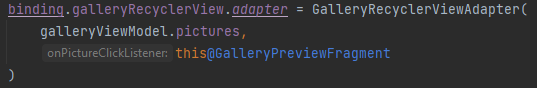 binding.galleryRecyclerView.adapter = GalleryRecyclerViewAdapter(
galleryViewModel.pictures,
onPictureClickListener: this@GalleryPreviewFragment
)